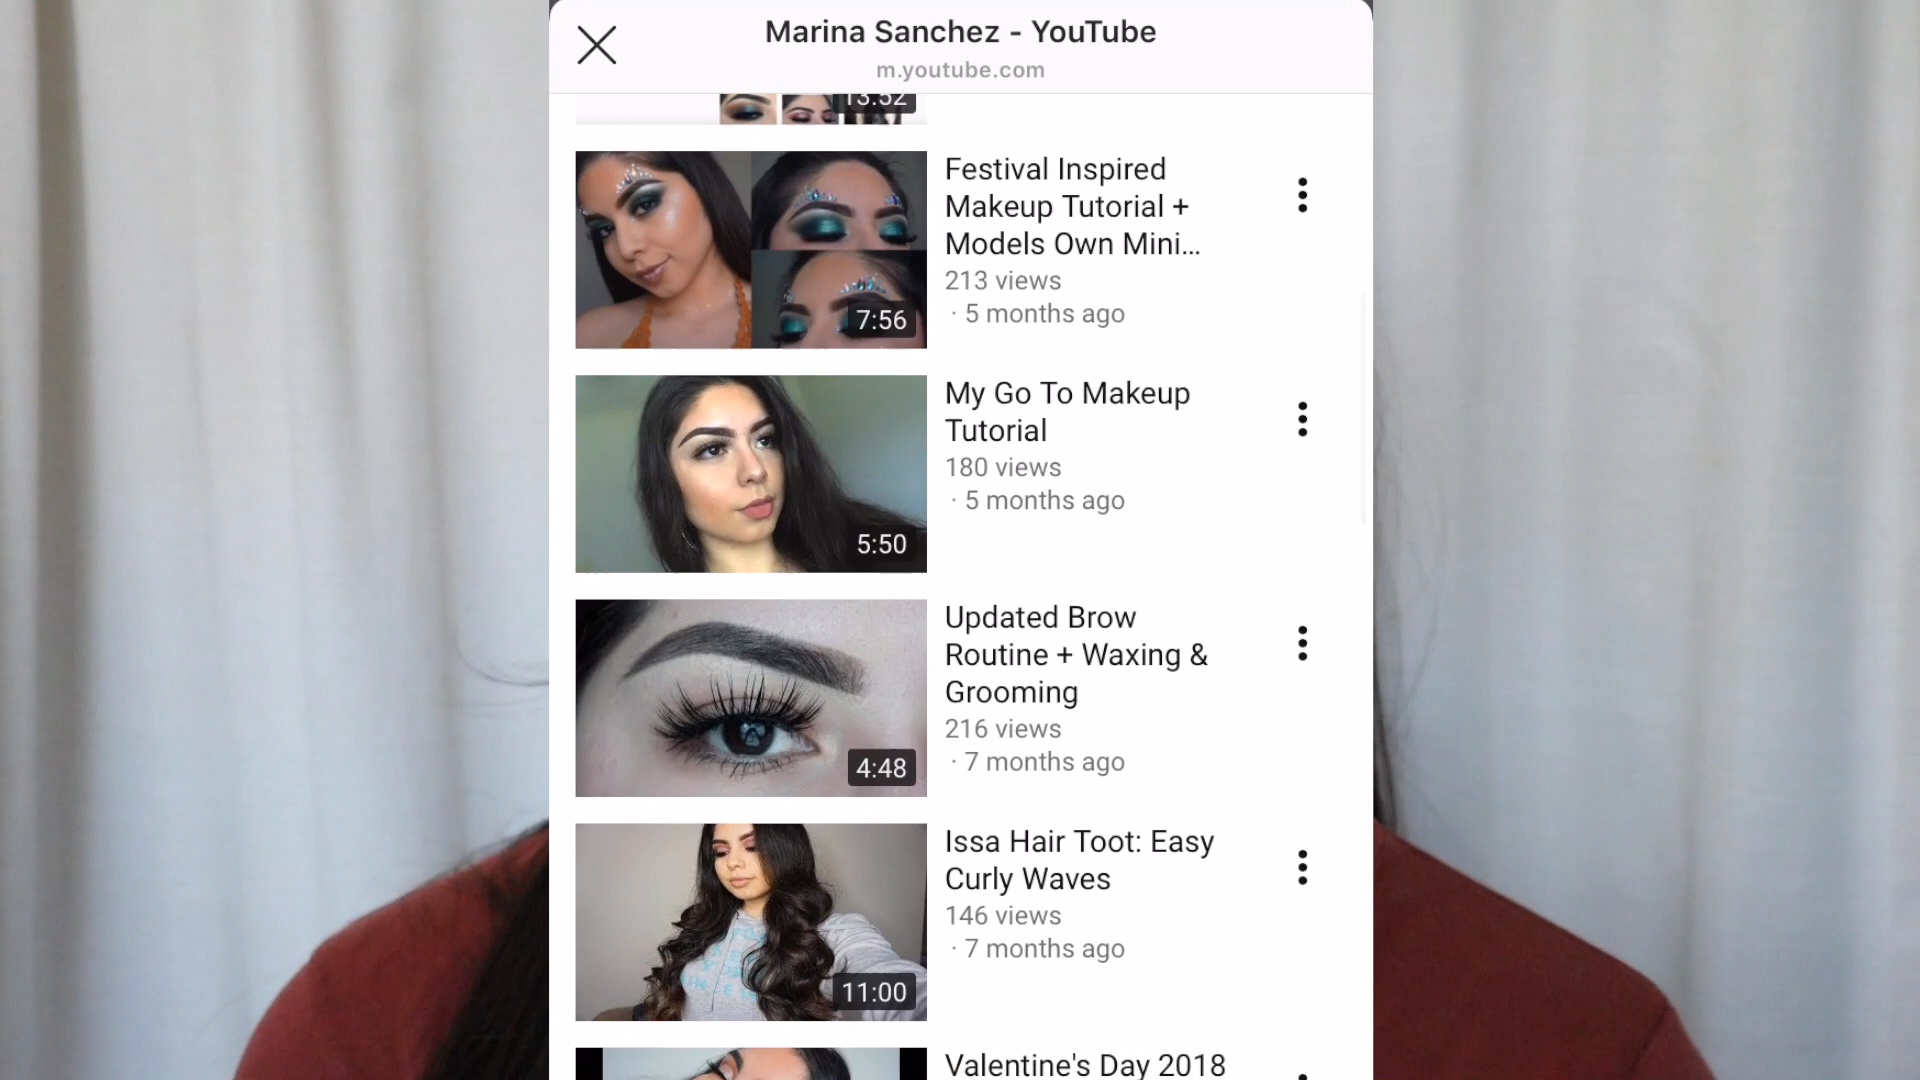 Marina Sanchez - YouTube
m.youtube.com
13:52
Festival Inspired
Makeup Tutorial +
Models Own Mini...
213 views
· 5 months ago
7:56
My Go To Makeup
Tutorial
180 views
· 5 months ago
5:50
Updated Brow
Routine + Waxing &
Grooming
216 views
· 7 months ago
4:48
Issa Hair Toot: Easy
Curly Waves
146 views
· 7 months ago
11:00
Valentine's Day 2018